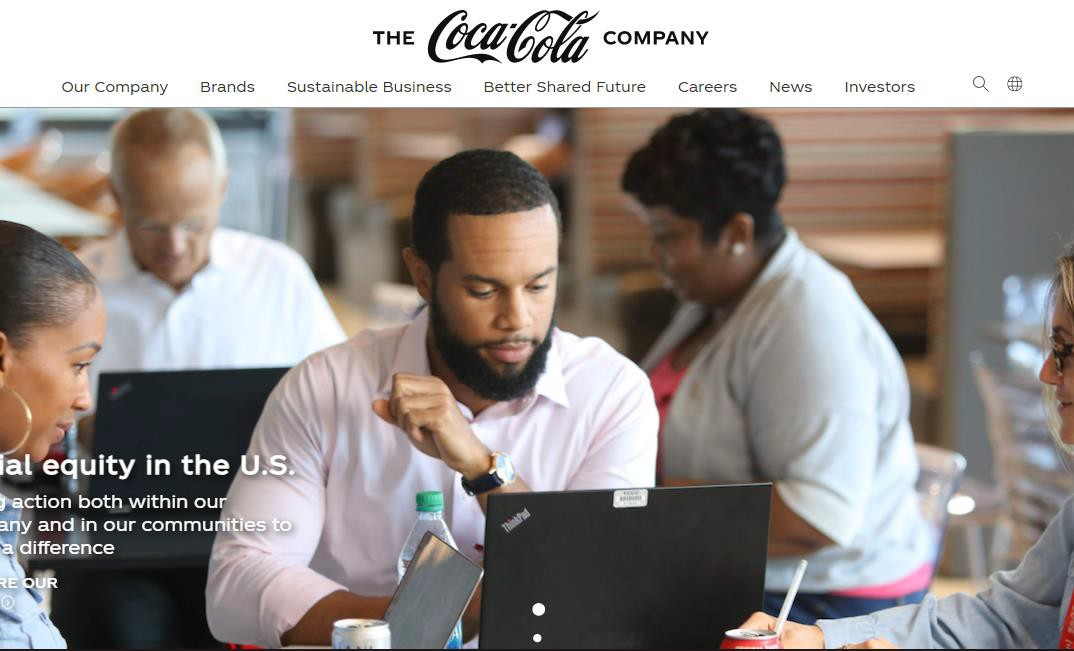 THE Coca-Cola COMPANY
Our Company Brands Sustainable Business Better Shared Future Careers News Investors
ial equity in the U.S.
g action both within our
any and in our communities to
a difference
RE OUR
ThinkPad